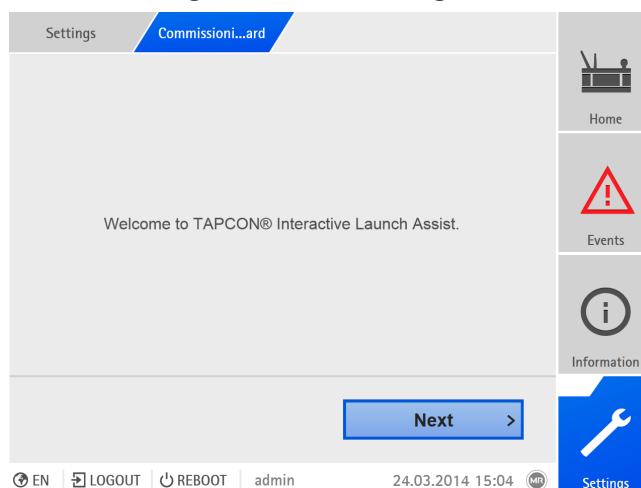 Settings
Commissioni...ard
Home
Welcome to TAPCON® Interactive Launch Assist.
Events
Information
Next >
EN LOGOUT REBOOT admin 24.03.2014 15:04 MR
Settings